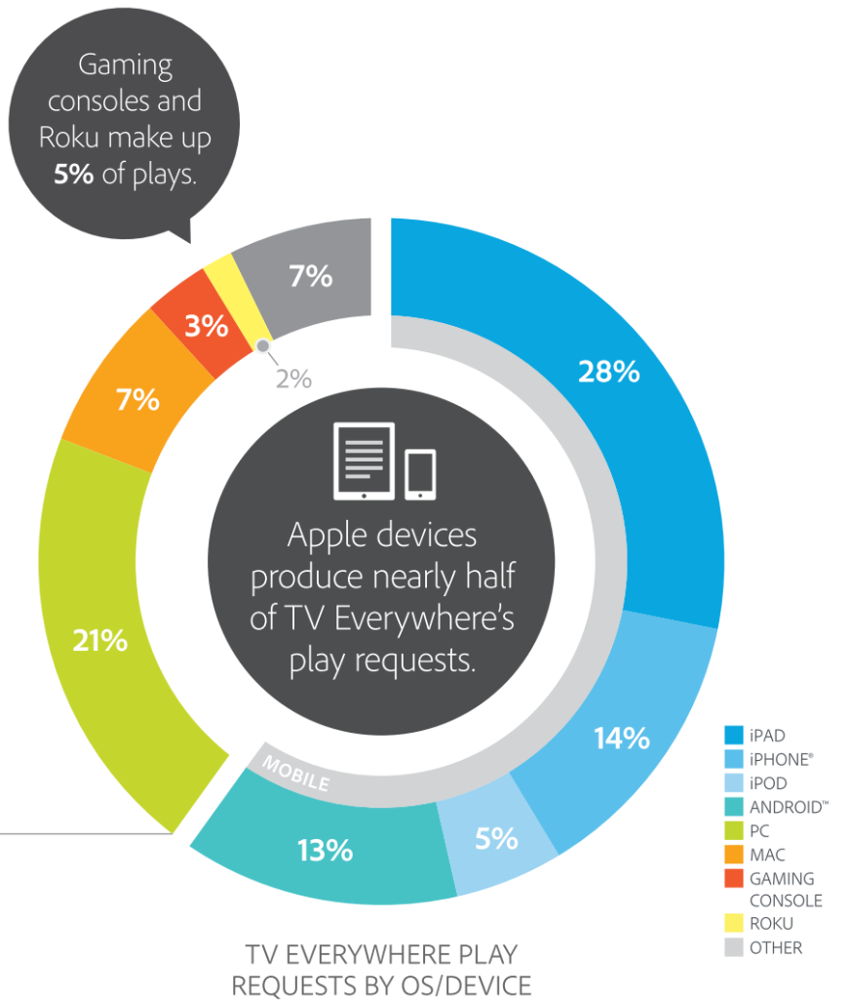 Gaming
consoles and
Roku make up
5% of plays.
7%
3%
2%
7%
28%
21%
14%
5%
13%
MOBILE
Apple devices
produce nearly half
of TV Everywhere's
play requests.
iPAD
iPHONE®
iPOD
ANDROID™
PC
MAC
GAMING
CONSOLE
ROKU
OTHER
TV EVERYWHERE PLAY
REQUESTS BY OS/DEVICE